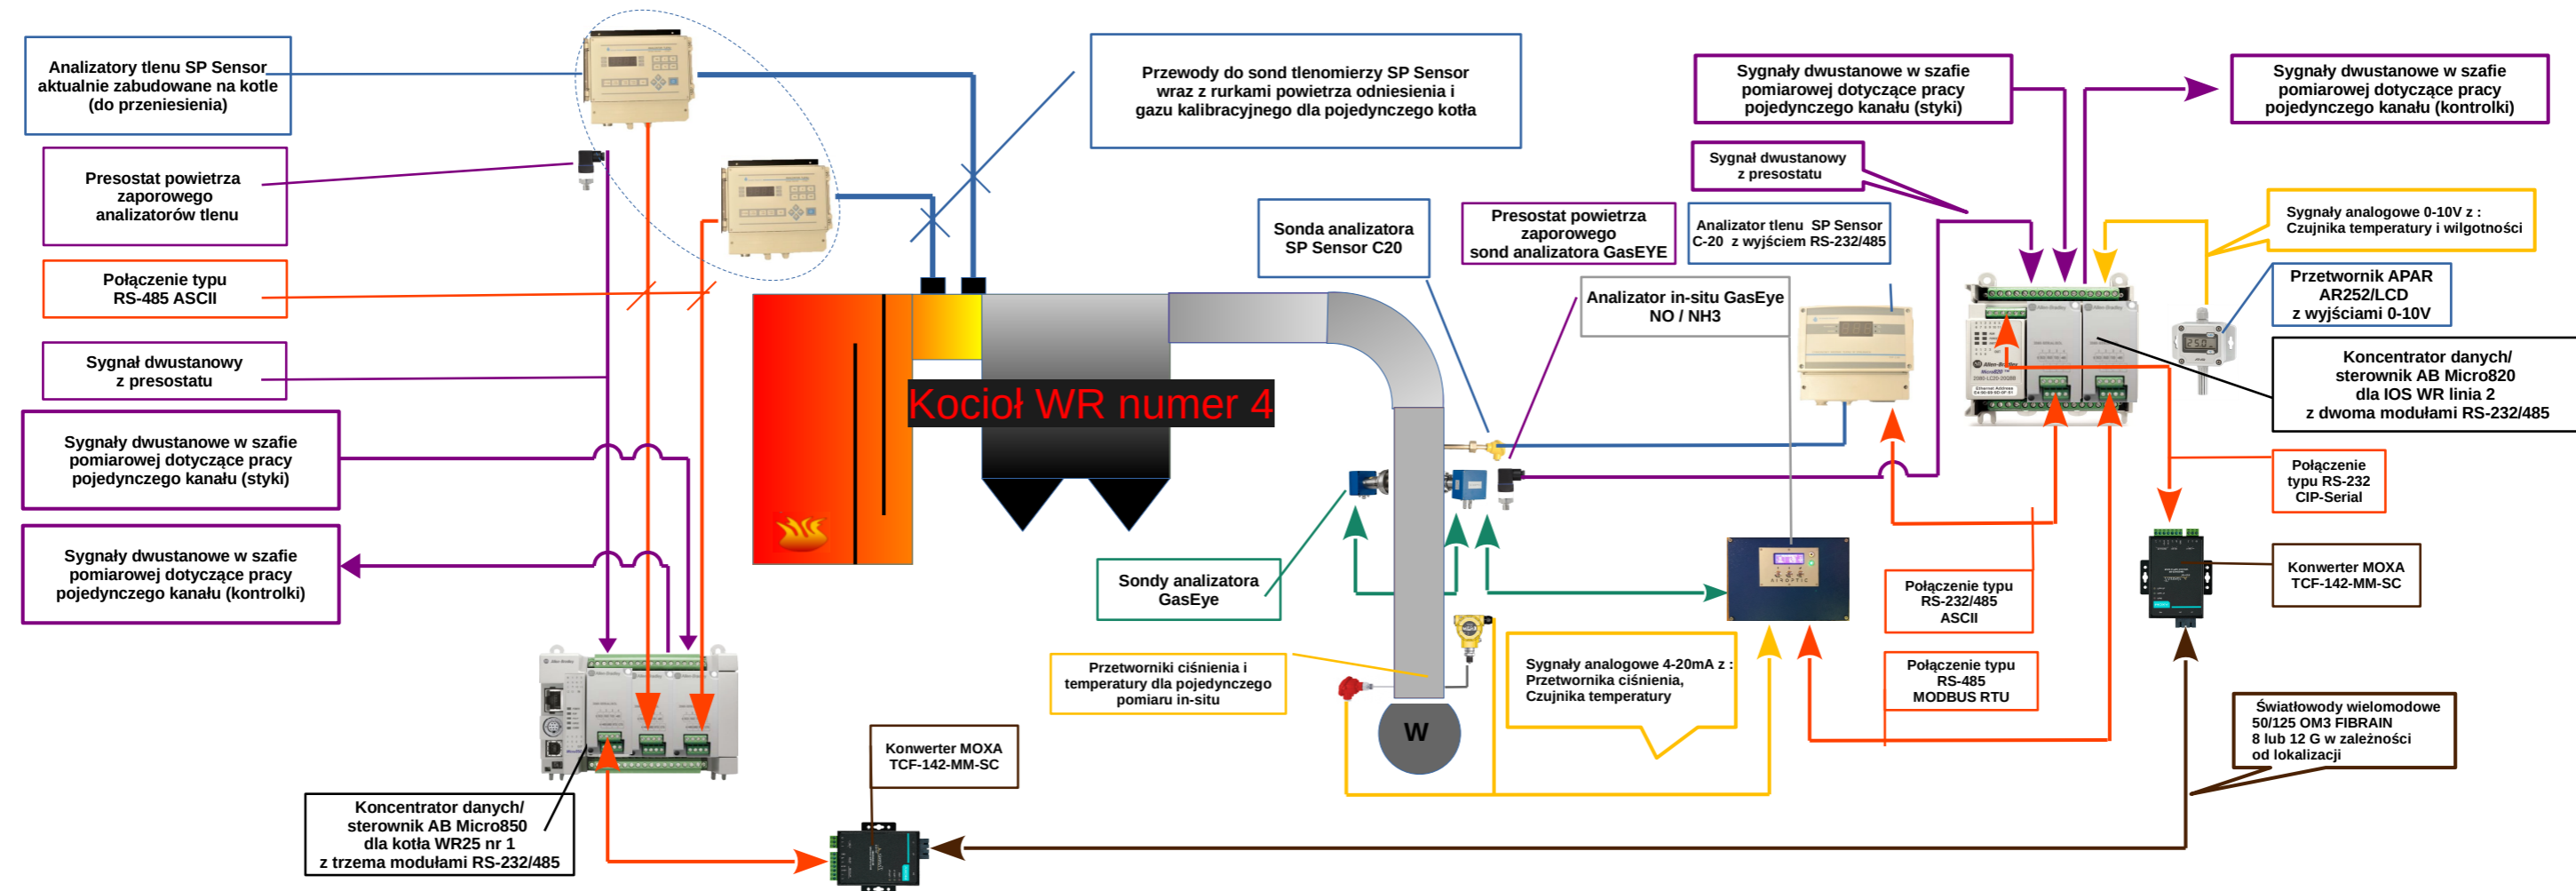 Analizatory tlenu SP Sensor
aktualnie zabudowane na kotle
(do przeniesienia)
Presostat powietrza
zaporowego
analizatorów tlenu
Połączenie typu
RS-485 ASCII
Sygnał dwustanowy
z presostatu
Sygnały dwustanowe w szafie
pomiarowej dotyczące pracy
pojedynczego kanału (styki)
Sygnały dwustanowe w szafie
pomiarowej dotyczące pracy
pojedynczego kanału (kontrolki)
Koncentrator danych/
sterownik AB Micro850
dla kotła WR25 nr 1
z trzema modułami RS-232/485
Konwerter MOXA
TCF-142-MM-SC
Przewody do sond tlenomierzy SP Sensor
wraz z rurkami powietrza odniesienia i
gazu kalibracyjnego dla pojedynczego kotła
Kocioł WR numer 4
Sonda analizatora
SP Sensor C20
Presostat powietrza
zaporowego
sond analizatora GasEYE
Analizator tlenu SP Sensor
C-20 z wyjściem RS-232/485
Analizator in-situ GasEye
NO / NH3
Sondy analizatora
GasEye
Przetworniki ciśnienia i
temperatury dla pojedynczego
pomiaru in-situ
W
Sygnały analogowe 4-20mA z :
Przetwornika ciśnienia,
Czujnika temperatury
AIROPTIC
Sygnały dwustanowe w szafie
pomiarowej dotyczące pracy
pojedynczego kanału (styki)
Sygnały dwustanowe w szafie
pomiarowej dotyczące pracy
pojedynczego kanału (kontrolki)
Sygnał dwustanowy
z presostatu
Sygnały analogowe 0-10V z :
Czujnika temperatury i wilgotności
Przetwornik APAR
AR252/LCD
z wyjściami 0-10V
25.0
Allen-Bradley
Micro820
Koncentrator danych/
sterownik AB Micro820
dla IOS WR linia 2
z dwoma modułami RS-232/485
Połączenie
typu RS-232
CIP-Serial
Konwerter MOXA
TCF-142-MM-SC
Połączenie typu
RS-232/485
ASCII
Połączenie typu
RS-485
MODBUS RTU
Światłowody wielomodowe
50/125 OM3 FIBRAIN
8 lub 12 G w zależności
od lokalizacji